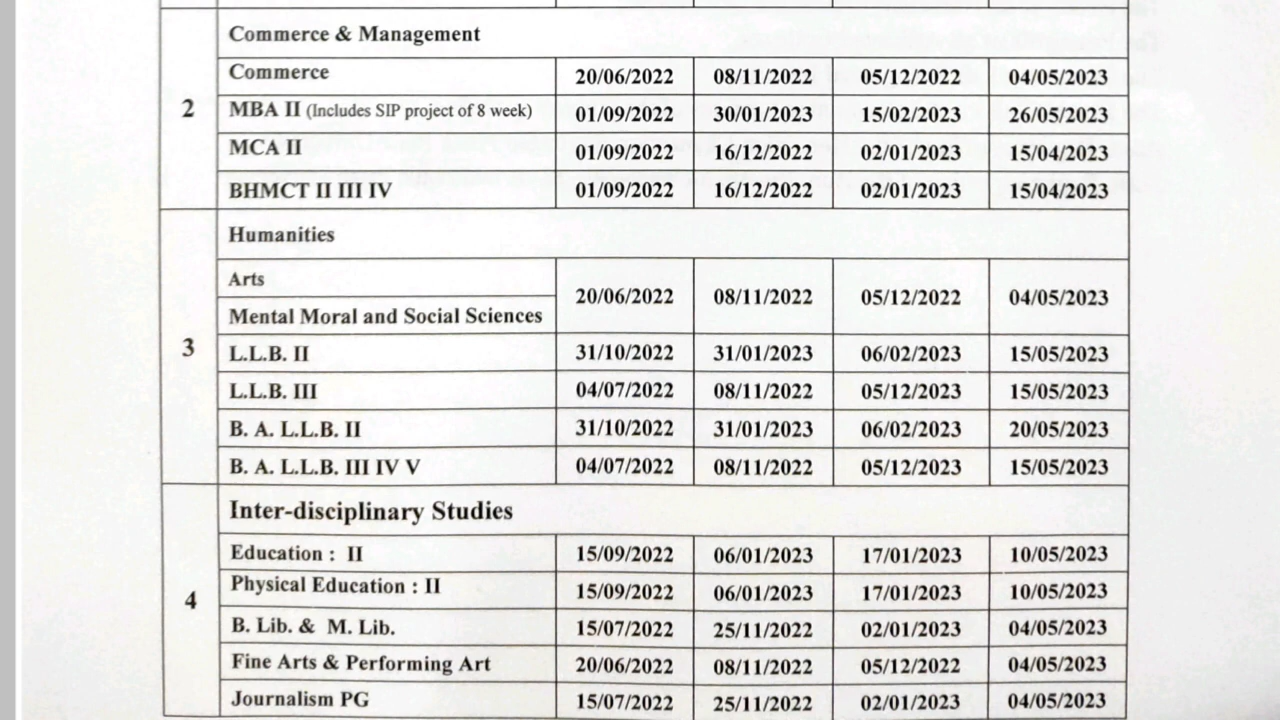 Commerce & Management
Commerce 20/06/2022 08/11/2022 05/12/2022 04/05/2023
2
MBA II (Includes SIP project of 8 week) 01/09/2022 30/01/2023 15/02/2023 26/05/2023
MCA II 01/09/2022 16/12/2022 02/01/2023 15/04/2023
BHMCT II III IV 01/09/2022 16/12/2022 02/01/2023 15/04/2023
Humanities
Arts
20/06/2022 08/11/2022 05/12/2022 04/05/2023
Mental Moral and Social Sciences
3
L.L.B. II 31/10/2022 31/01/2023 06/02/2023 15/05/2023
L.L.B. III 04/07/2022 08/11/2022 05/12/2023 15/05/2023
B. A. L.L.B. II 31/10/2022 31/01/2023 06/02/2023 20/05/2023
B. A. L.L.B. III IV V 04/07/2022 08/11/2022 05/12/2023 15/05/2023
Inter-disciplinary Studies
Education : II 15/09/2022 06/01/2023 17/01/2023 10/05/2023
Physical Education : II 15/09/2022 06/01/2023 17/01/2023 10/05/2023
4
B. Lib. & M. Lib. 15/07/2022 25/11/2022 02/01/2023 04/05/2023
Fine Arts & Performing Art 20/06/2022 08/11/2022 05/12/2022 04/05/2023
Journalism PG 15/07/2022 25/11/2022 02/01/2023 04/05/2023